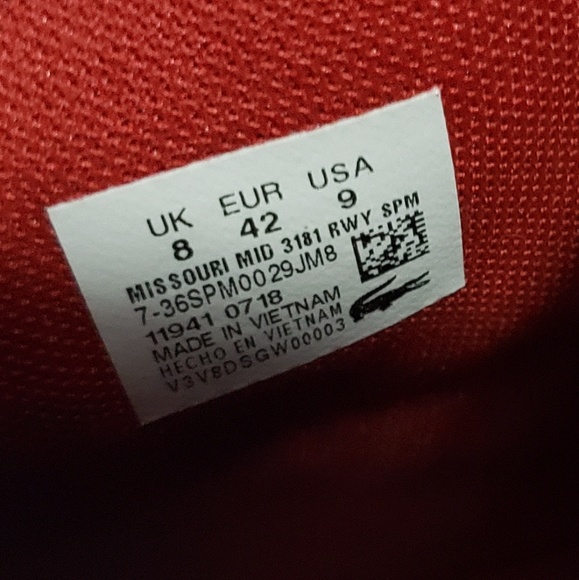 UK EUR USA
8 42 9
MISSOURI MID 3181 RWY SPM
7-36SPM0029JM8
11941 0718
MADE IN VIETNAM
HECHO EN VIETNAM
V3V8DSGW00003